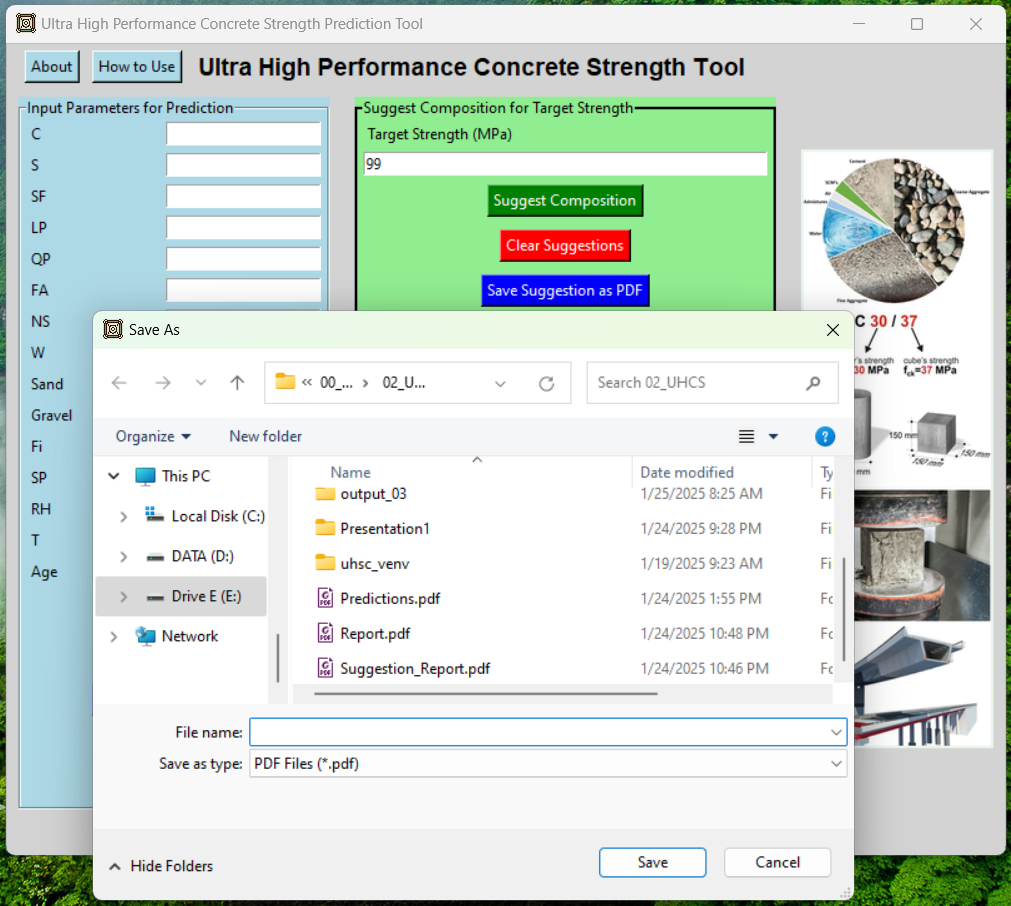 Ultra High Performance Concrete Strength Prediction Tool
About
How to Use
Ultra High Performance Concrete Strength Tool
Input Parameters for Prediction
C
S
SF
LP
QP
FA
NS
W
Sand
Gravel
Fi
SP
RH
T
Age
Suggest Composition for Target Strength
Target Strength (MPa)
99
Suggest Composition
Clear Suggestions
Save Suggestion as PDF
Cement
SCM's
Air
Admixtures
Water
Coarse Aggregate
Fine Aggregate
C 30 / 37
's strength
cube's strength
30 MPa
fck=37 MPa
150 mm
150 mm
150 mm
mm
Save As
« 00_... › 02_U...
Search 02_UHCS
Organize
New folder
?
This PC
Local Disk (C:)
DATA (D:)
Drive E (E:)
Network
Name Date modified Ty
output_03 1/25/2025 8:25 AM Fi
Presentation1 1/24/2025 9:28 PM Fi
uhsc_venv 1/19/2025 9:23 AM Fi
Predictions.pdf 1/24/2025 1:55 PM Fo
Report.pdf 1/24/2025 10:48 PM Fo
Suggestion_Report.pdf 1/24/2025 10:46 PM Fo
File name:
Save as type: PDF Files (*.pdf)
Hide Folders
Save
Cancel